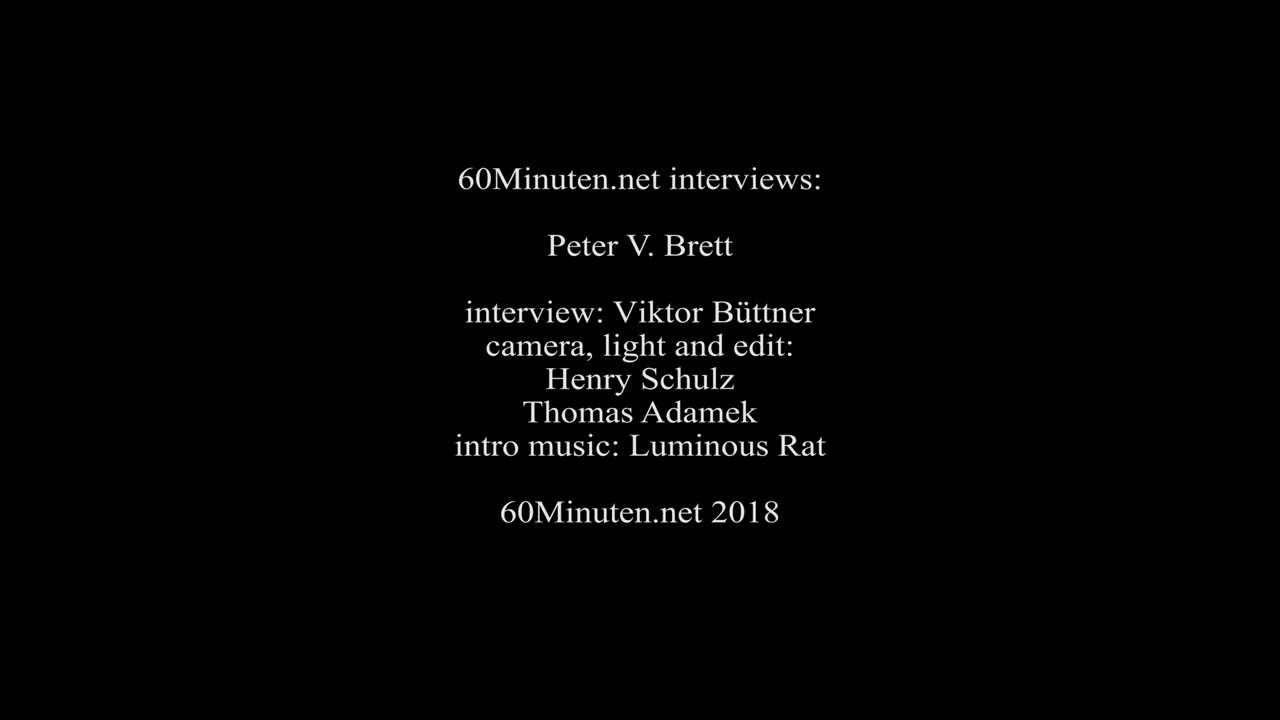 60Minuten.net interviews:
Peter V. Brett
interview: Viktor Büttner
camera, light and edit:
Henry Schulz
Thomas Adamek
intro music: Luminous Rat
60Minuten.net 2018